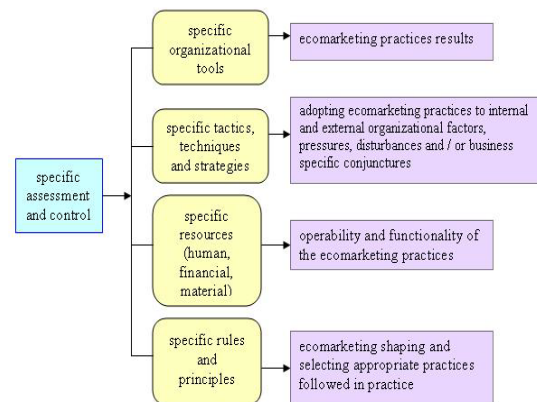 specific
organizational
tools
ecomarketing practices results
specific tactics,
techniques
and strategies
adopting ecomarketing practices to internal
and external organizational factors,
pressures, disturbances and / or business
specific conjunctures
specific
assessment
and control
specific
resources
(human,
financial,
material)
operability and functionality of
the ecomarketing practices
specific rules
and
principles
ecomarketing shaping and
selecting appropriate practices
followed in practice